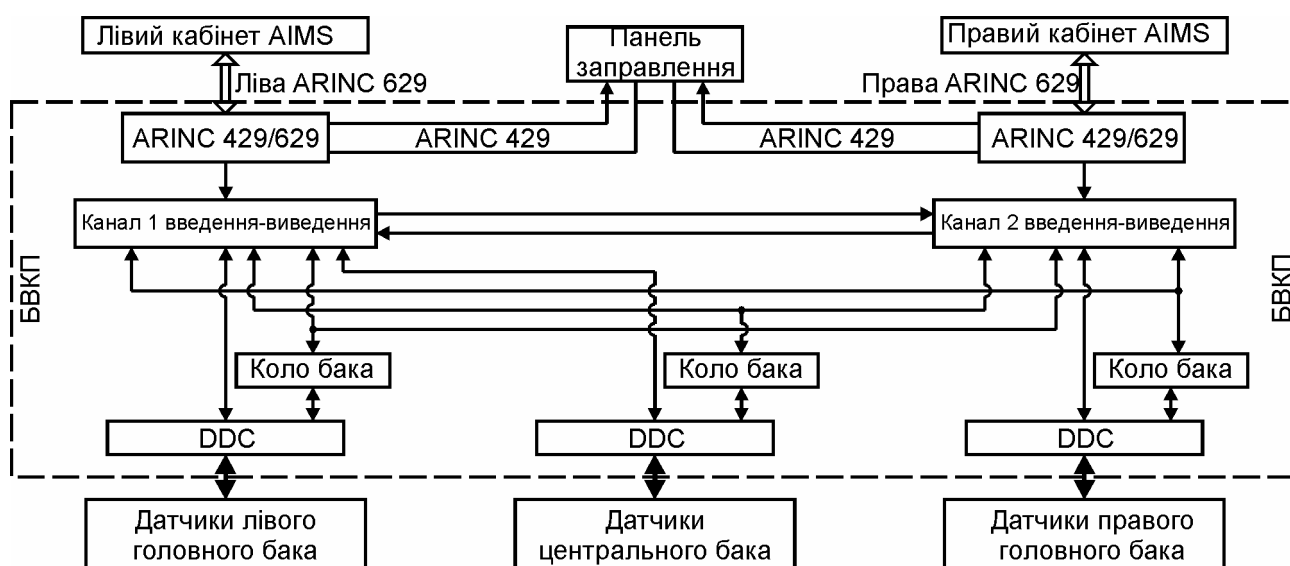 Лівий кабінет AIMS
Панель
заправлення
Правий кабінет AIMS
Ліва ARINC 629
Права ARINC 629
ARINC 429/629
ARINC 429
ARINC 429
ARINC 429/629
Канал 1 введення-виведення
Канал 2 введення-виведення
БВКП
БВКП
Коло бака
Коло бака
Коло бака
DDC
DDC
DDC
Датчики лівого
головного бака
Датчики
центрального бака
Датчики правого
головного бака